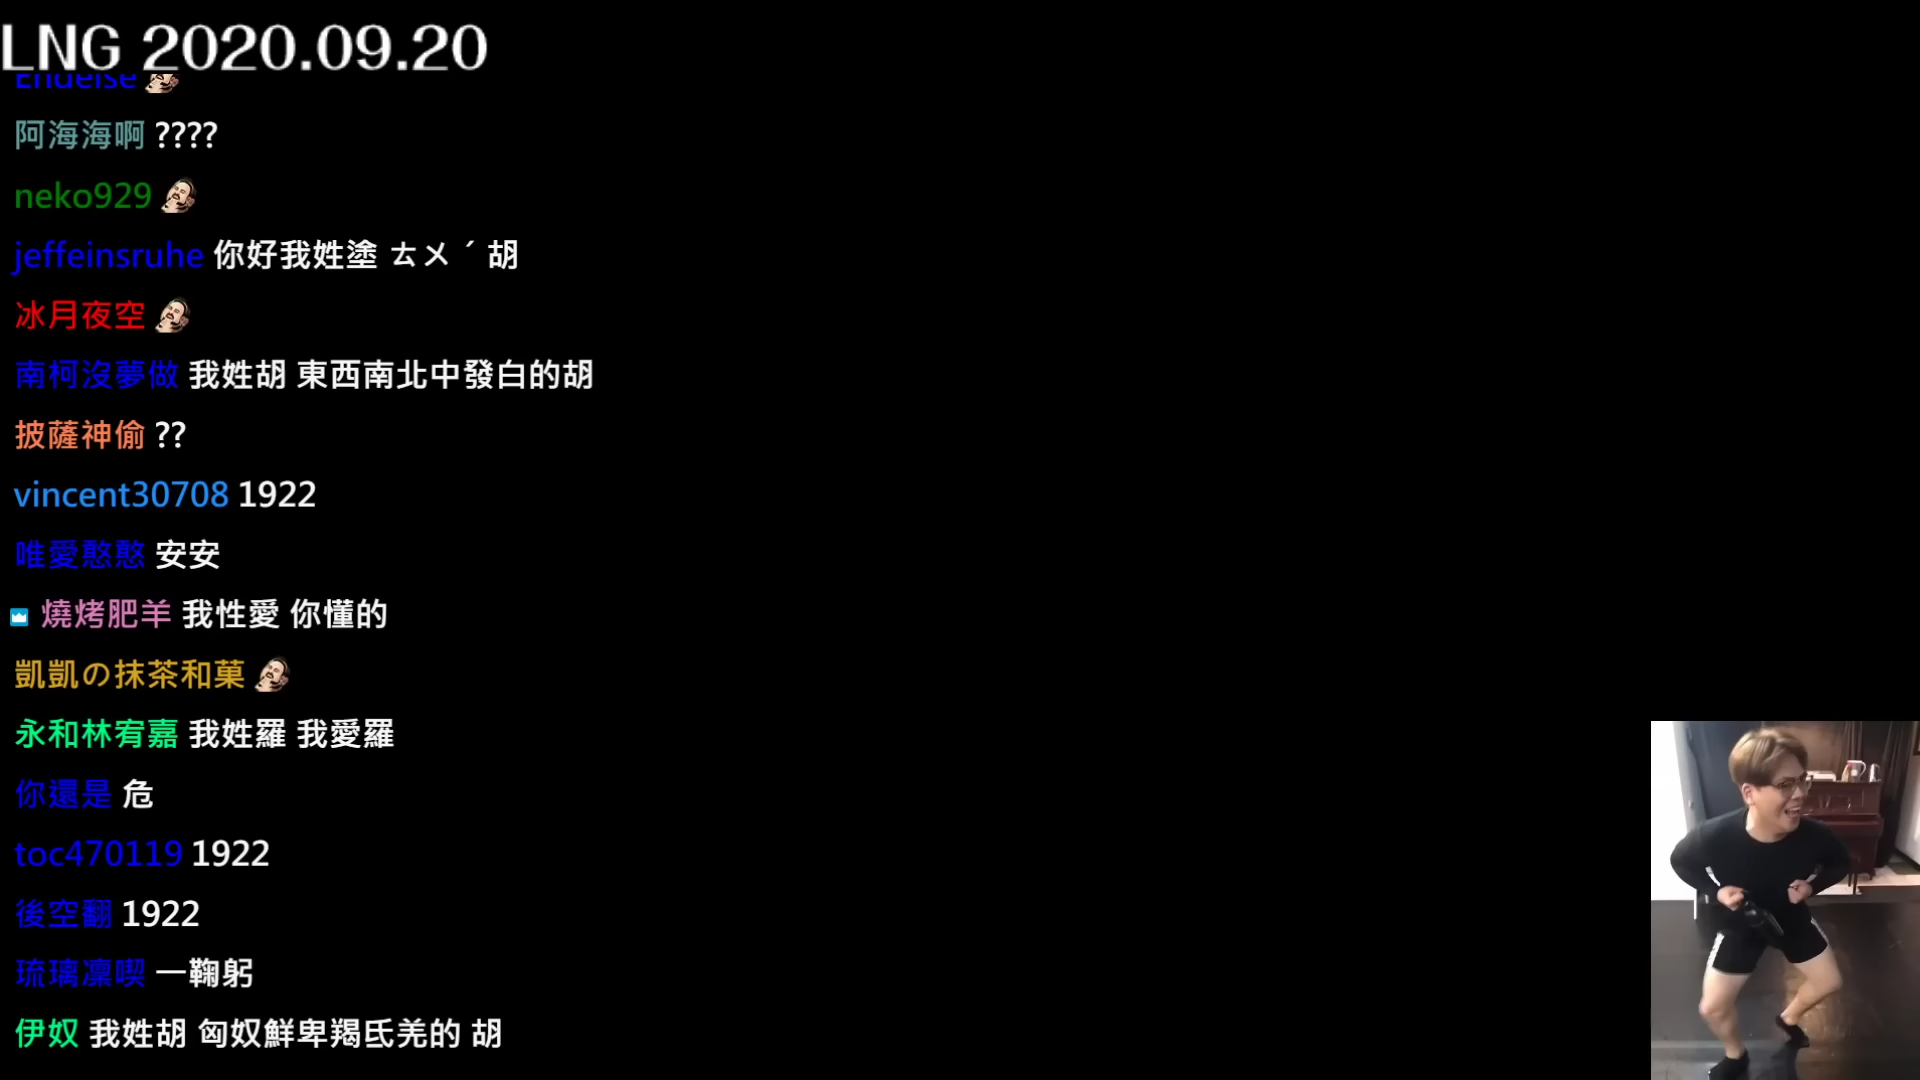 LNG 2020.09.20
Endelse
阿海海啊 ????
neko929
jeffeinsruhe 你好我姓塗 ㄊㄨˊ胡
冰月夜空
南柯沒夢做 我姓胡 東西南北中發白的胡
披薩神偷 ??
vincent30708 1922
唯愛憨憨 安安
燒烤肥羊 我性愛 你懂的
凱凱の抹茶和菓
永和林宥嘉 我姓羅 我愛羅
你還是 危
toc470119 1922
後空翻 1922
琉璃凜喫 一鞠躬
伊奴 我姓胡 匈奴鮮卑羯氐羌的 胡